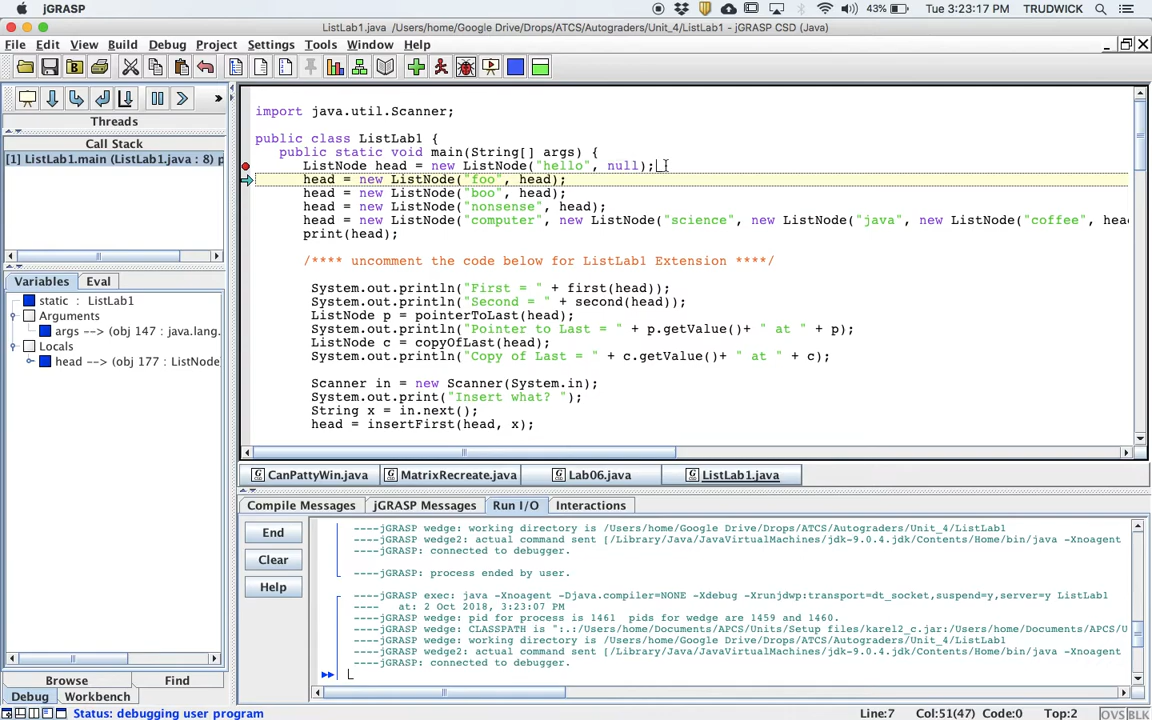 jGRASP
43%
Tue 3:23:17 PM
TRUDWICK
ListLab1.java /Users/home/Google Drive/Drops/ATCS/Autograders/Unit_4/ListLab1 - jGRASP CSD (Java)
File Edit View Build Debug Project Settings Tools Window Help
Threads
Call Stack
[1] ListLab1.main (ListLab1.java : 8) p
Variables Eval
static : ListLab1
Arguments
args --> (obj 147 : java.lang.
Locals
head --> (obj 177 : ListNode
Browse Find
Debug Workbench
import java.util.Scanner;
public class ListLab1 {
public static void main(String[] args) {
ListNode head = new ListNode("hello", null);
head = new ListNode("foo", head);
head = new ListNode("boo", head);
head = new ListNode("nonsense", head);
head = new ListNode("computer", new ListNode("science", new ListNode("java", new ListNode("coffee", hea
print(head);
/**** uncomment the code below for ListLab1 Extension ****/
System.out.println("First = " + first(head));
System.out.println("Second = " + second(head));
ListNode p = pointerToLast(head);
System.out.println("Pointer to Last = " + p.getValue()+ " at " + p);
ListNode c = copyOfLast(head);
System.out.println("Copy of Last = " + c.getValue()+ " at " + c);
Scanner in = new Scanner(System.in);
System.out.println("Insert what? ");
String x = in.next();
head = insertFirst(head, x);
CanPattyWin.java MatrixRecreate.java Lab06.java ListLab1.java
Compile Messages jGRASP Messages Run I/O Interactions
End
Clear
Help
----jGRASP wedge: working directory is /Users/home/Google Drive/Drops/ATCS/Autograders/Unit_4/ListLab1
----jGRASP wedge2: actual command sent [/Library/Java/JavaVirtualMachines/jdk-9.0.4.jdk/Contents/Home/bin/java -Xnoagent
----jGRASP: connected to debugger.
----jGRASP: process ended by user.
----jGRASP exec: java -Xnoagent -Djava.compiler=NONE -Xdebug -Xrunjdwp:transport=dt_socket,suspend=y,server=y ListLab1
---- at: 2 Oct 2018, 3:23:07 PM
----jGRASP wedge: pid for process is 1461 pids for wedge are 1459 and 1460.
----jGRASP wedge: CLASSPATH is ":.:/Users/home/Documents/APCS/Units/Setup files/karel2_c.jar:/Users/home/Documents/APCS/U
----jGRASP wedge: working directory is /Users/home/Google Drive/Drops/ATCS/Autograders/Unit_4/ListLab1
----jGRASP wedge2: actual command sent [/Library/Java/JavaVirtualMachines/jdk-9.0.4.jdk/Contents/Home/bin/java -Xnoagent
----jGRASP: connected to debugger.
Status: debugging user program
Line:7 Col:51(47) Code:0 Top:2 OVS BLK